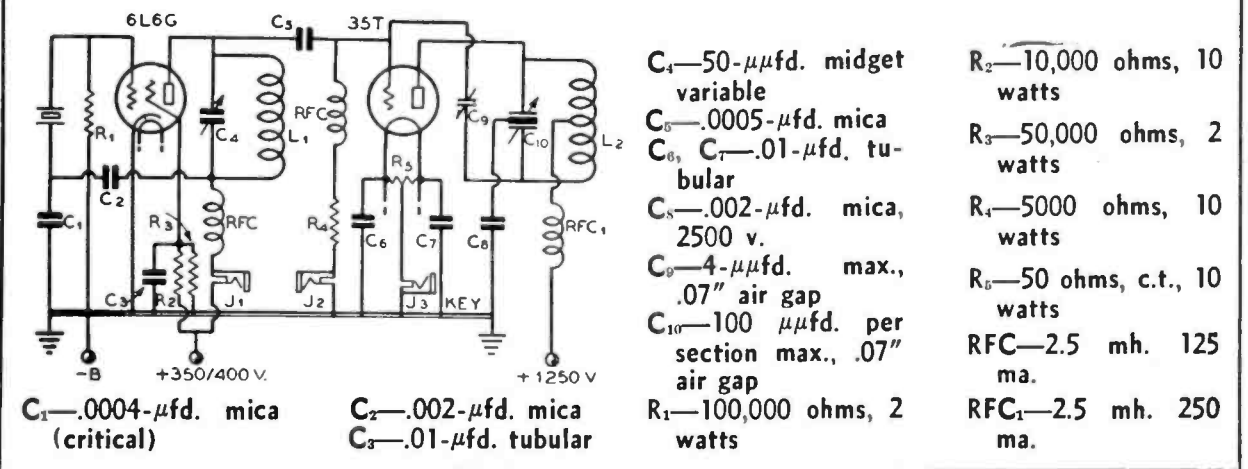 6L6G
C5
35T
RFC
R1
C4
L1
C9
C10
L2
C2
R5
C1
R3
RFC
R4
C6
C7
C8
RFC1
C3
R2
J1
J2
J3
KEY
-B
+350/400 V.
+1250 V
C1—.0004-μfd. mica
(critical)
C2—.002-μfd. mica
C3—.01-μfd. tubular
C4—50-μμfd. midget
variable
C5—.0005-μfd. mica
C6, C7—.01-μfd. tu-
bular
C8—.002-μfd. mica,
2500 v.
C9—4-μμfd. max.,
.07" air gap
C10—100 μμfd. per
section max., .07"
air gap
R1—100,000 ohms, 2
watts
R2—10,000 ohms, 10
watts
R3—50,000 ohms, 2
watts
R4—5000 ohms, 10
watts
R5—50 ohms, c.t., 10
watts
RFC—2.5 mh. 125
ma.
RFC1—2.5 mh. 250
ma.